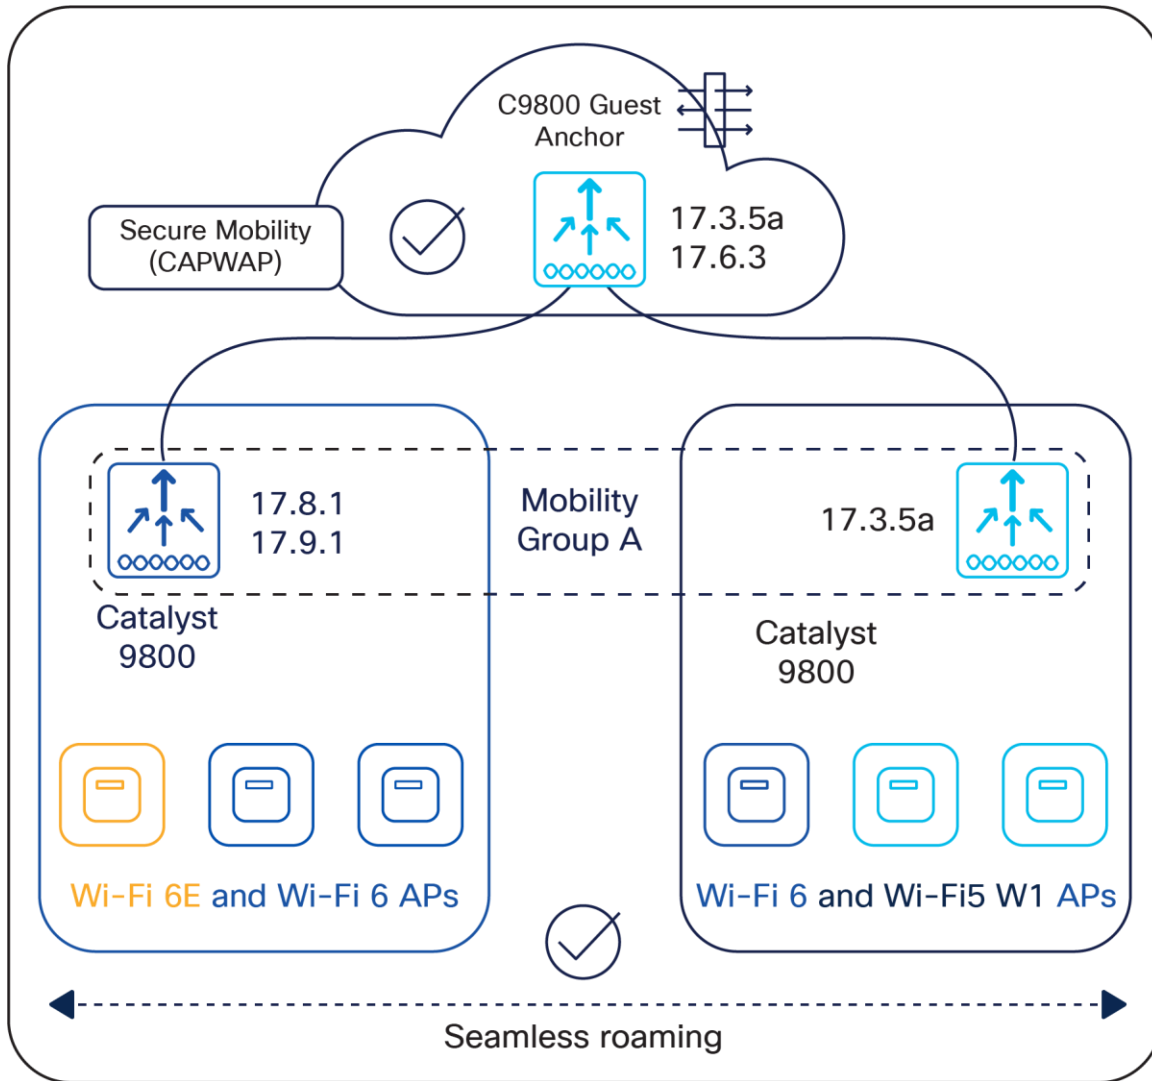 C9800 Guest
Anchor
Secure Mobility
(CAPWAP)
17.3.5a
17.6.3
17.8.1
17.9.1
Mobility
Group A
17.3.5a
Catalyst
9800
Catalyst
9800
Wi-Fi 6E and Wi-Fi 6 APs
Wi-Fi 6 and Wi-Fi5 W1 APs
Seamless roaming